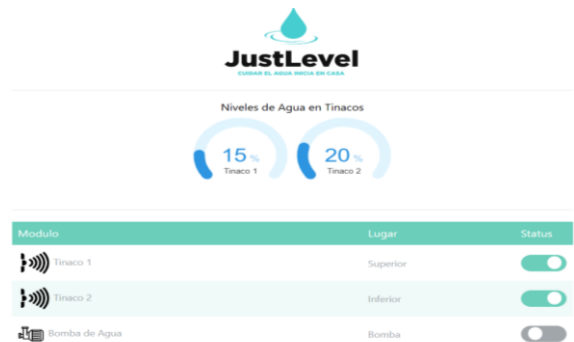 JustLevel
CUIDAR EL AGUA INICIA EN CASA
Niveles de Agua en Tinacos
15 % 20 %
Tinaco 1 Tinaco 2
Modulo Lugar Status
Tinaco 1 Superior
Tinaco 2 Inferior
Bomba de Agua Bomba